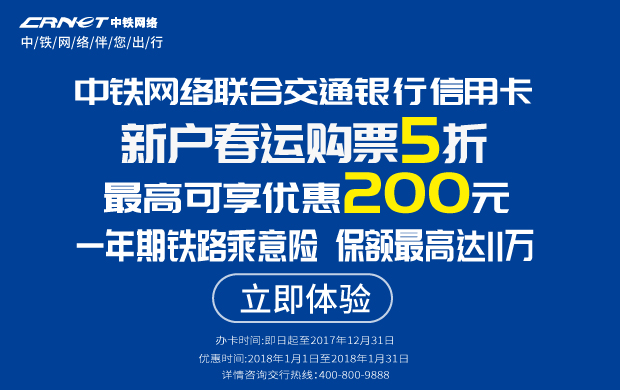 CRNET 中铁网络
中/铁/网/络/伴/您/出/行
中铁网络联合交通银行信用卡
新户春运购票5折
最高可享优惠200元
一年期铁路乘意险 保额最高达11万
立即体验
办卡时间:即日起至2017年12月31日
优惠时间:2018年1月1日至2018年1月31日
详情咨询交行热线:400-800-9888